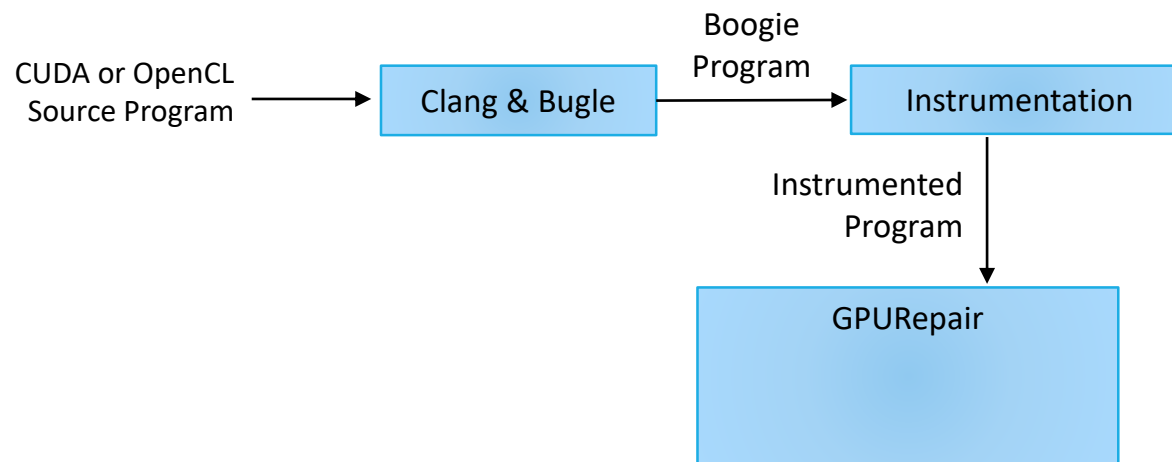 CUDA or OpenCL
Source Program
Clang & Bugle
Boogie
Program
Instrumentation
Instrumented
Program
GPURepair